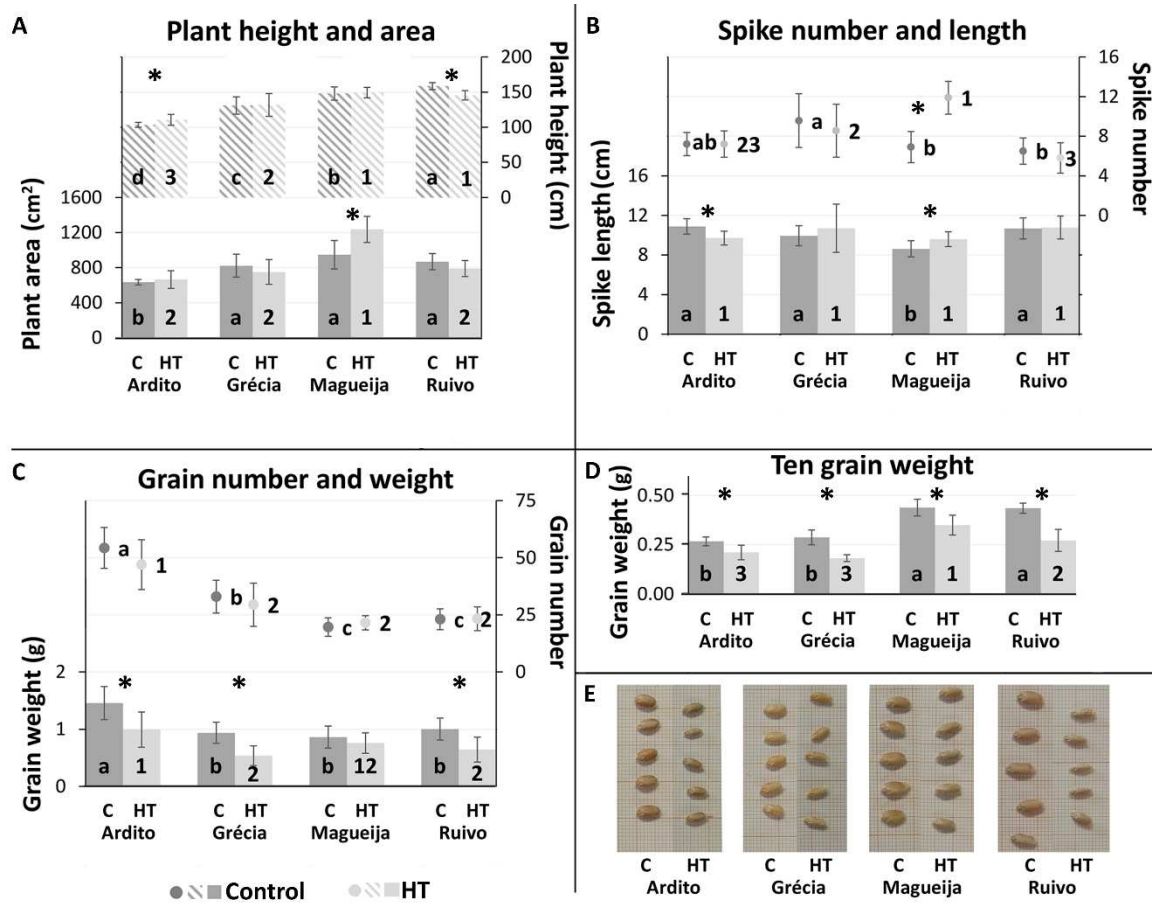 A
Plant height and area
200
150
100
50
0
Plant height (cm)
* *
d 3 c 2 b 1 a 1
1600
1200
800
400
0
Plant area (cm²)
*
b 2 a 2 a 1 a 2
C HT C HT C HT C HT
Ardito Grécia Magueija Ruivo
B
Spike number and length
16
12
8
4
0
Spike number
ab 23 a 2 * b 1 b 3
16
12
8
4
0
Spike length (cm)
* *
a 1 a 1 b 1 a 1
C HT C HT C HT C HT
Ardito Grécia Magueija Ruivo
C
Grain number and weight
75
50
25
0
Grain number
a 1 b 2 c 2 c 2
2
1
0
Grain weight (g)
* * *
a 1 b 2 b 12 b 2
C HT C HT C HT C HT
Ardito Grécia Magueija Ruivo
Control HT
D
Ten grain weight
0.50
0.25
0.00
Grain weight (g)
* * * *
b 3 b 3 a 1 a 2
C HT C HT C HT C HT
Ardito Grécia Magueija Ruivo
E
C HT C HT C HT C HT
Ardito Grécia Magueija Ruivo